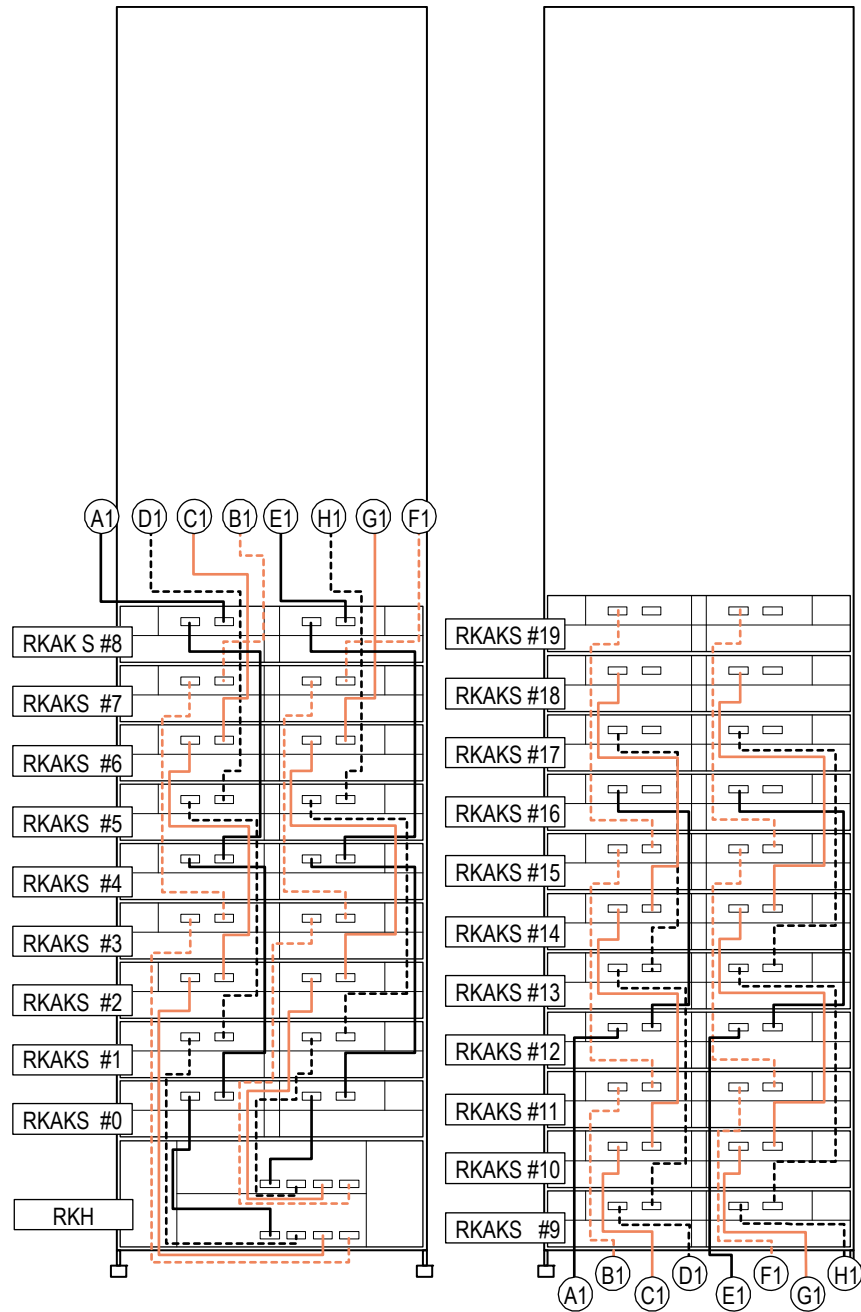 A1 D1 C1 B1 E1 H1 G1 F1
RKAK S #8
RKAKS #7
RKAKS #6
RKAKS #5
RKAKS #4
RKAKS #3
RKAKS #2
RKAKS #1
RKAKS #0
RKH
RKAKS #19
RKAKS #18
RKAKS #17
RKAKS #16
RKAKS #15
RKAKS #14
RKAKS #13
RKAKS #12
RKAKS #11
RKAKS #10
RKAKS #9
A1 B1 C1 D1 E1 F1 G1 H1